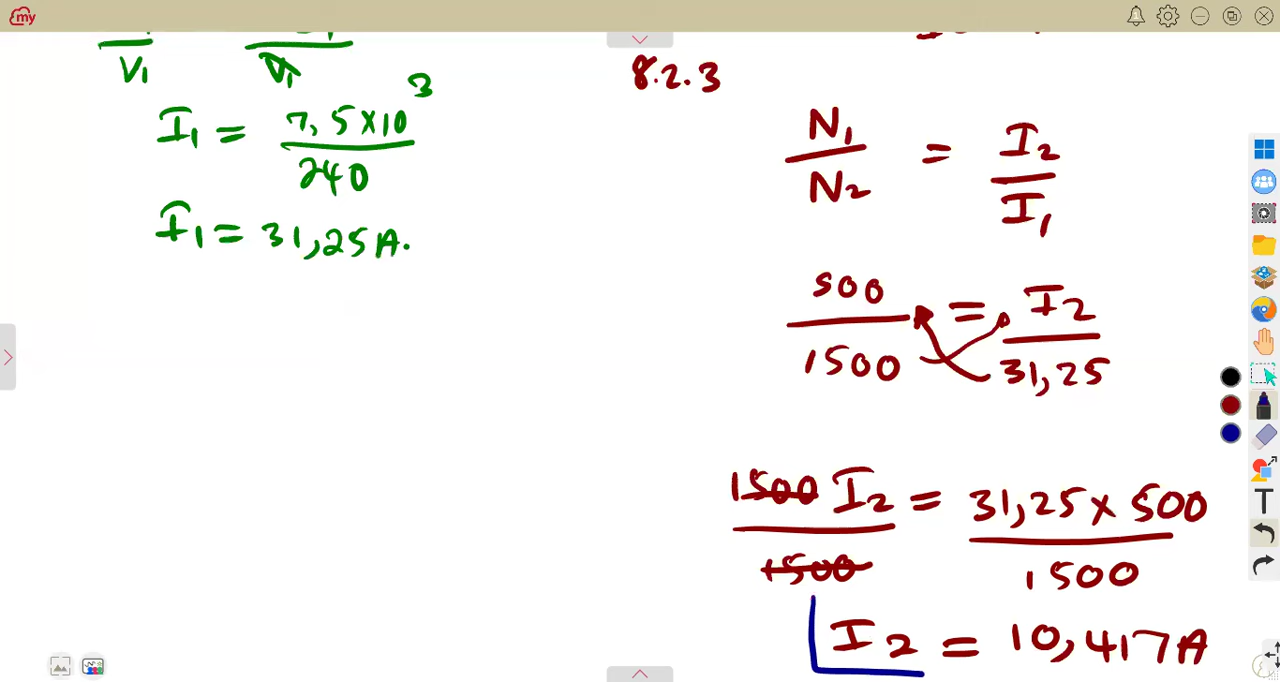 my
V1 V1
I1 = 7,5×10^3 / 240
I1 = 31,25A.
8.2.3
N1 / N2 = I2 / I1
500 / 1500 = I2 / 31,25
1500 I2 / 1500 = 31,25 × 500 / 1500
I2 = 10,417A
T